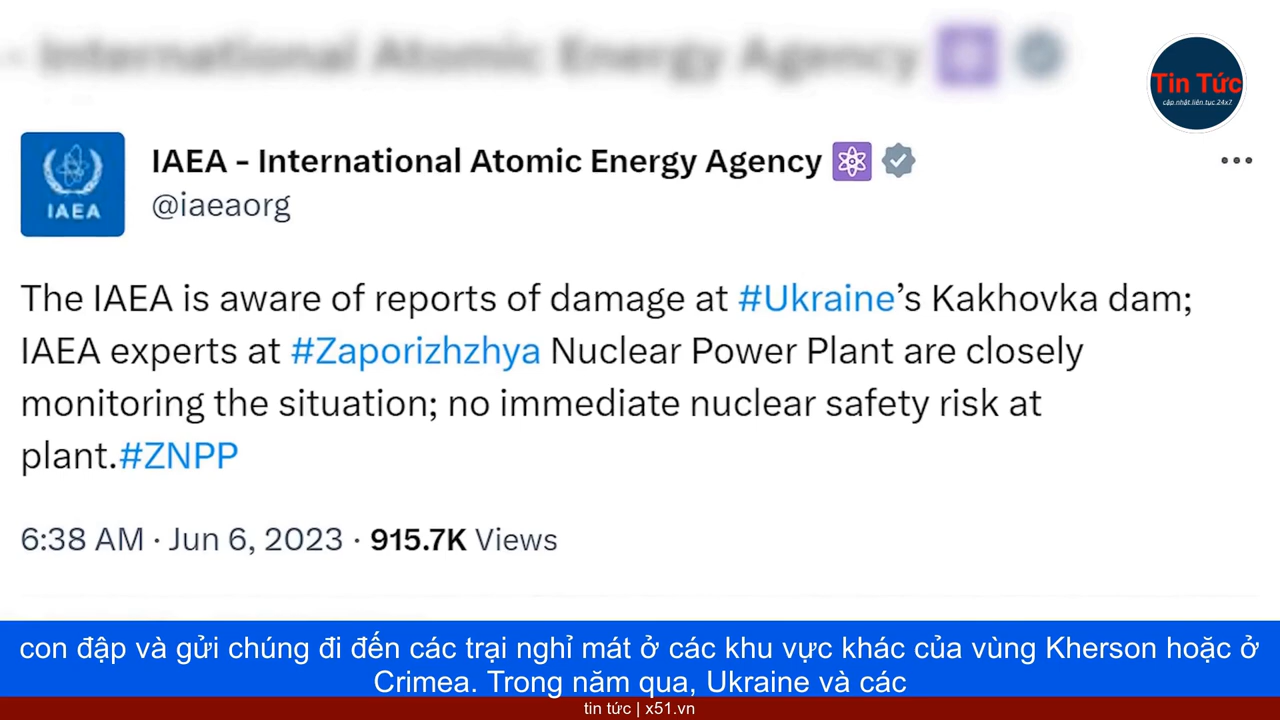 - International Atomic Energy Agency
Tin Tức
cập nhật liên tục 24x7
IAEA - International Atomic Energy Agency
@iaeaorg
IAEA
The IAEA is aware of reports of damage at #Ukraine’s Kakhovka dam;
IAEA experts at #Zaporizhzhya Nuclear Power Plant are closely
monitoring the situation; no immediate nuclear safety risk at
plant.#ZNPP
6:38 AM · Jun 6, 2023 · 915.7K Views
con đập và gửi chúng đi đến các trại nghỉ mát ở các khu vực khác của vùng Kherson hoặc ở
Crimea. Trong năm qua, Ukraine và các
tin tức | x51.vn